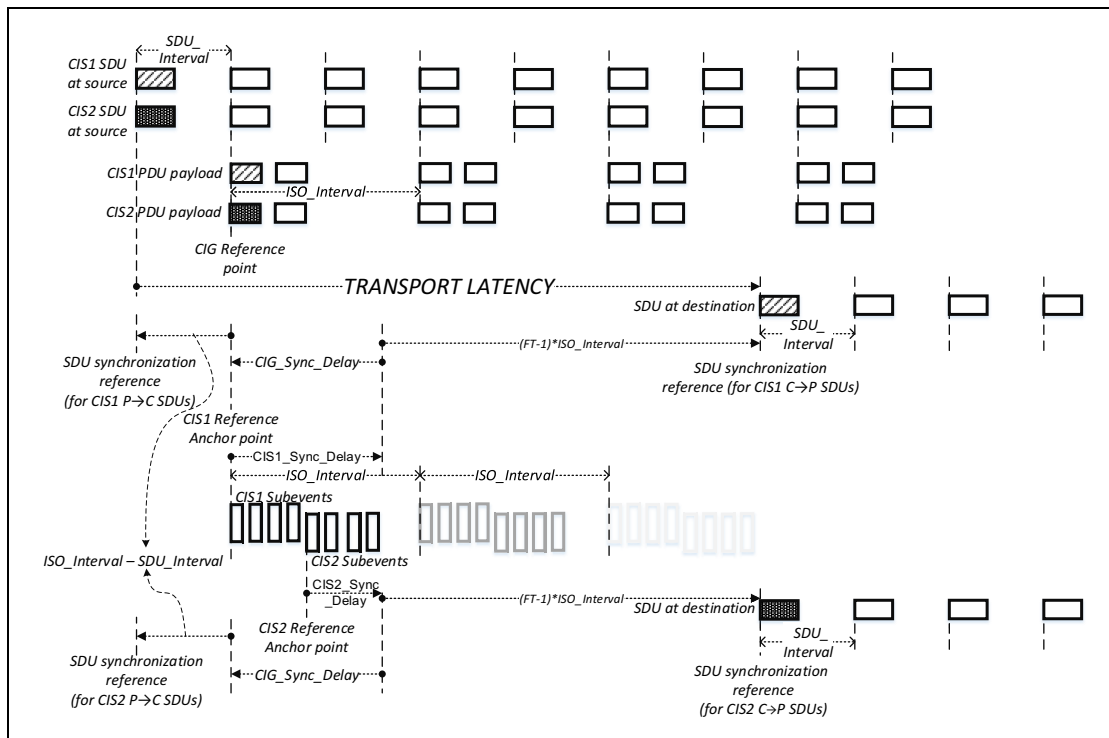 SDU_
Interval
CIS1 SDU
at source
CIS2 SDU
at source
CIS1 PDU payload
ISO_Interval
CIS2 PDU payload
CIG Reference
point
TRANSPORT LATENCY
SDU at destination
SDU_
Interval
(FT-1)*ISO_Interval
CIG_Sync_Delay
SDU synchronization
reference
(for CIS1 P→C SDUs)
SDU synchronization
reference (for CIS1 C→P SDUs)
CIS1 Reference
Anchor point
CIS1_Sync_Delay
ISO_Interval
ISO_Interval
CIS1 Subevents
ISO_Interval – SDU_Interval
CIS2 Subevents
CIS2_Sync
_Delay
(FT-1)*ISO_Interval
SDU at destination
CIS2 Reference
Anchor point
SDU_
Interval
SDU synchronization
reference
(for CIS2 P→C SDUs)
CIG_Sync_Delay
SDU synchronization
reference
(for CIS2 C→P SDUs)